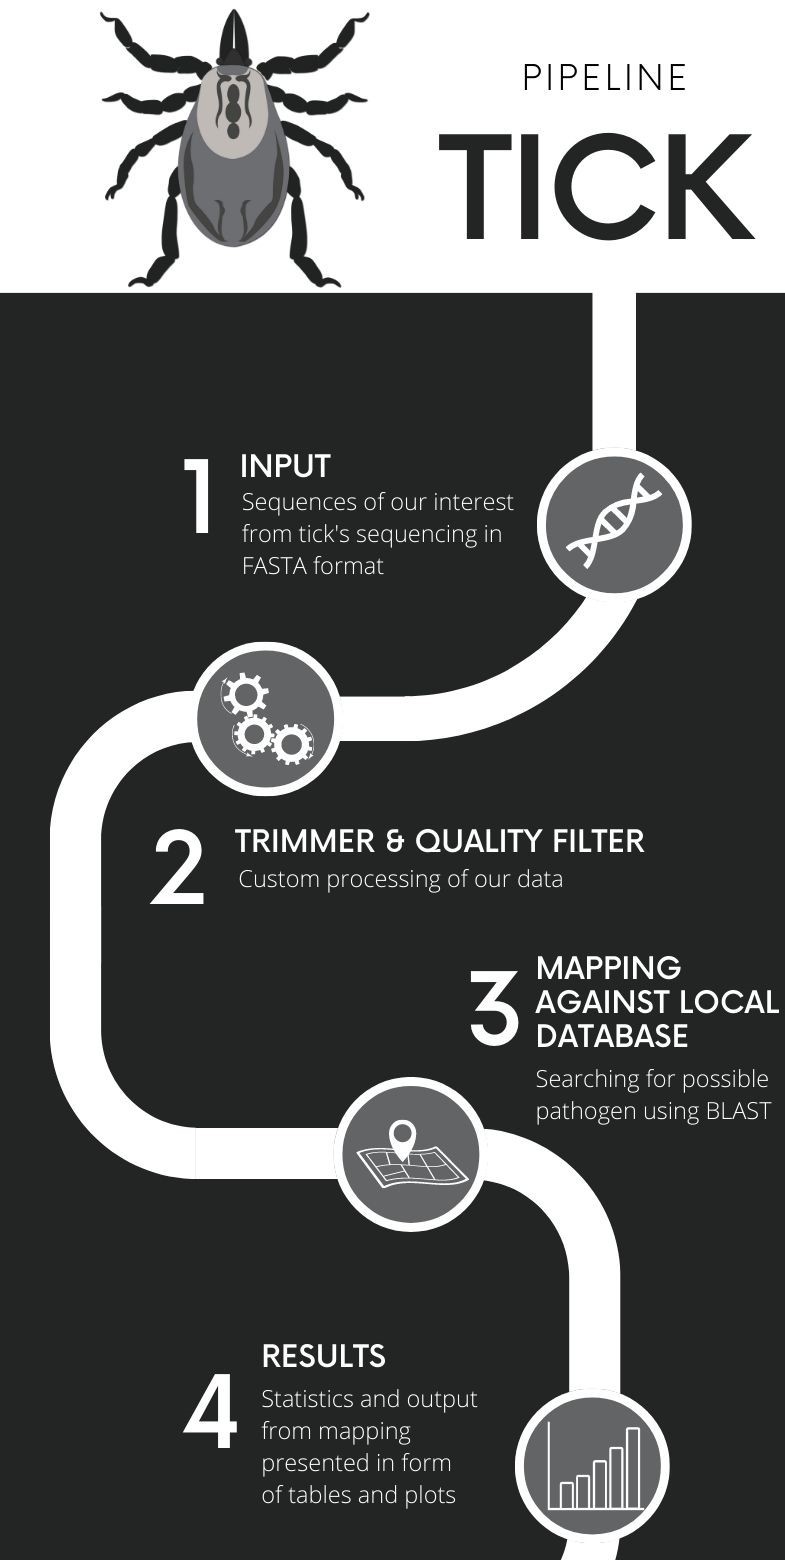 PIPELINE
TICK
1
INPUT
Sequences of our interest
from tick's sequencing in
FASTA format
2
TRIMMER & QUALITY FILTER
Custom processing of our data
3
MAPPING
AGAINST LOCAL
DATABASE
Searching for possible
pathogen using BLAST
4
RESULTS
Statistics and output
from mapping
presented in form
of tables and plots